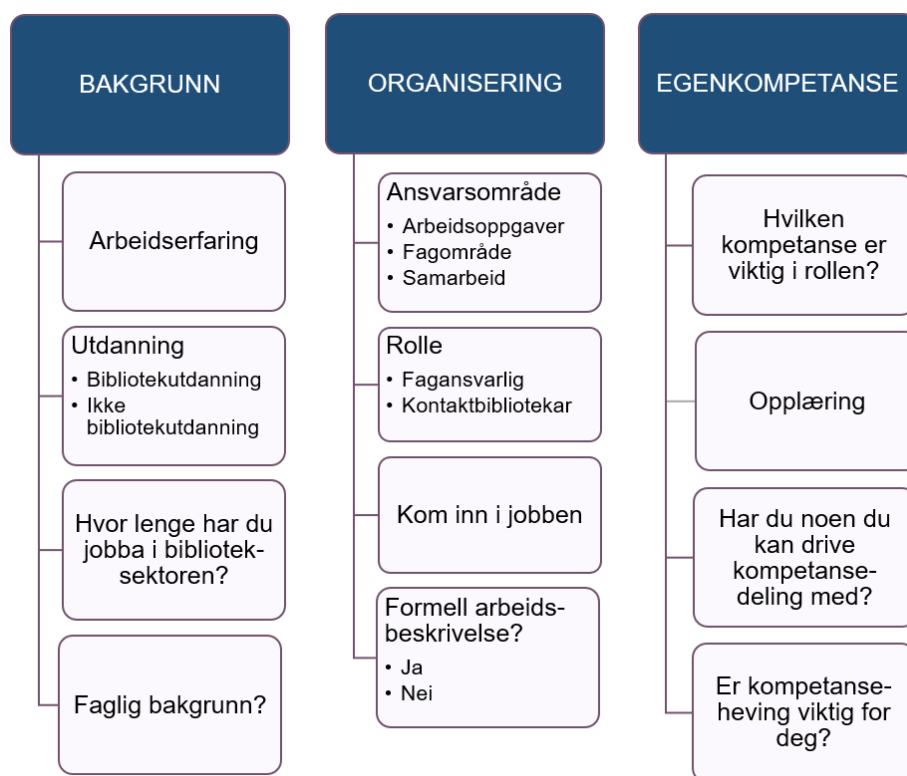 BAKGRUNN
Arbeidserfaring
Utdanning
• Bibliotekutdanning
• Ikke
bibliotekutdanning
Hvor lenge har du
jobba i bibliotek-
sektoren?
Faglig bakgrunn?
ORGANISERING
Ansvarsområde
• Arbeidsoppgaver
• Fagområde
• Samarbeid
Rolle
• Fagansvarlig
• Kontaktbibliotekar
Kom inn i jobben
Formell arbeids-
beskrivelse?
• Ja
• Nei
EGENKOMPETANSE
Hvilken
kompetanse er
viktig i rollen?
Opplæring
Har du noen du
kan drive
kompetanse-
deling med?
Er kompetanse-
heving viktig for
deg?